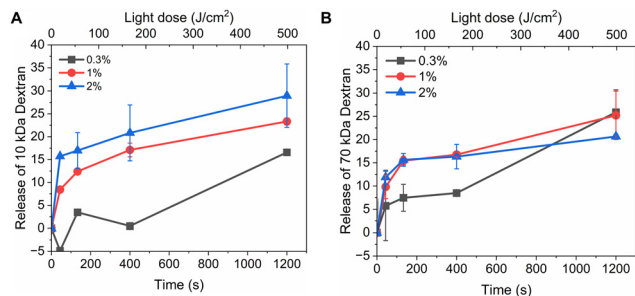 A
Light dose (J/cm²)
0 100 200 300 400 500
Release of 10 kDa Dextran
40
35
30
25
20
15
10
5
0
-5
0.3%
1%
2%
0 200 400 600 800 1000 1200
Time (s)
B
Light dose (J/cm²)
0 100 200 300 400 500
Release of 70 kDa Dextran
40
35
30
25
20
15
10
5
0
-5
0.3%
1%
2%
0 200 400 600 800 1000 1200
Time (s)